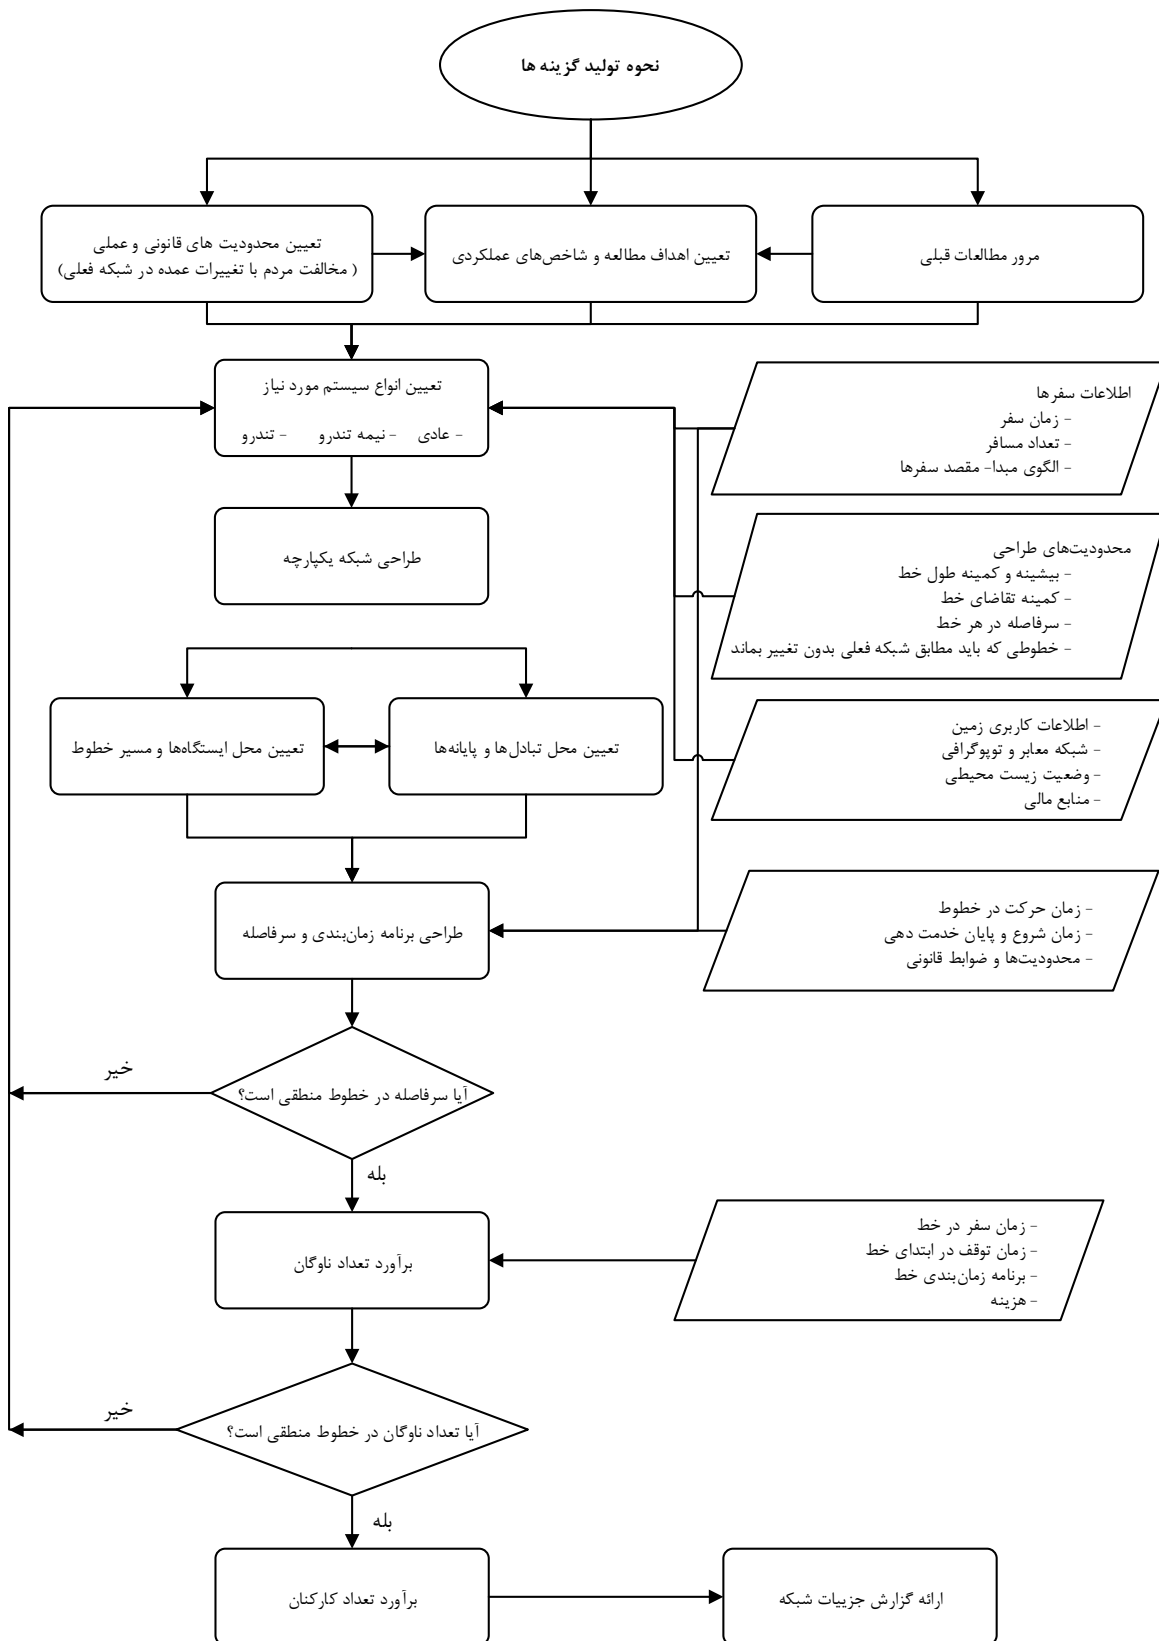 نحوه تولید گزینه ها
مرور مطالعات قبلی
تعیین اهداف مطالعه و شاخص‌های عملکردی
تعیین محدودیت های قانونی و عملی
( مخالفت مردم با تغییرات عمده در شبکه فعلی)
تعیین انواع سیستم مورد نیاز
- عادی - نیمه تندرو - تندرو
اطلاعات سفرها
- زمان سفر
- تعداد مسافر
- الگوی مبدا- مقصد سفرها
طراحی شبکه یکپارچه
محدودیت‌های طراحی
- بیشینه و کمینه طول خط
- کمینه تقاضای خط
- سرفاصله در هر خط
- خطوطی که باید مطابق شبکه فعلی بدون تغییر بماند
تعیین محل تبادل‌ها و پایانه‌ها
تعیین محل ایستگاه‌ها و مسیر خطوط
- اطلاعات کاربری زمین
- شبکه معابر و توپوگرافی
- وضعیت زیست محیطی
- منابع مالی
طراحی برنامه زمان‌بندی و سرفاصله
- زمان حرکت در خطوط
- زمان شروع و پایان خدمت دهی
- محدودیت‌ها و ضوابط قانونی
آیا سرفاصله در خطوط منطقی است؟
خیر
بله
برآورد تعداد ناوگان
- زمان سفر در خط
- زمان توقف در ابتدای خط
- برنامه زمان‌بندی خط
- هزینه
آیا تعداد ناوگان در خطوط منطقی است؟
خیر
بله
برآورد تعداد کارکنان
ارائه گزارش جزییات شبکه